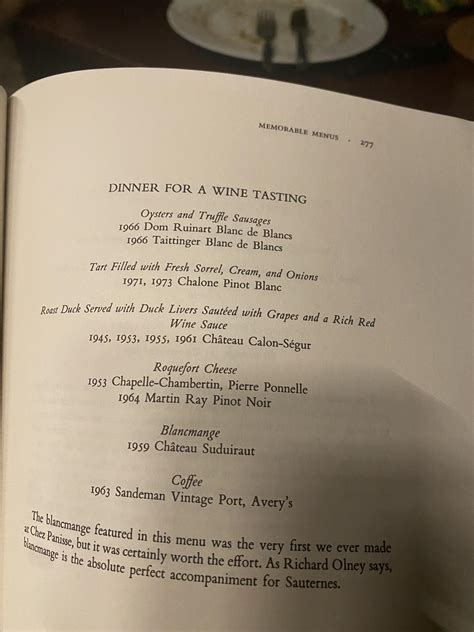 MEMORABLE MENUS · 277
DINNER FOR A WINE TASTING
Oysters and Truffle Sausages
1966 Dom Ruinart Blanc de Blancs
1966 Taittinger Blanc de Blancs
Tart Filled with Fresh Sorrel, Cream, and Onions
1971, 1973 Chalone Pinot Blanc
Roast Duck Served with Duck Livers Sautéed with Grapes and a Rich Red
Wine Sauce
1945, 1953, 1955, 1961 Château Calon-Ségur
Roquefort Cheese
1953 Chapelle-Chambertin, Pierre Ponnelle
1964 Martin Ray Pinot Noir
Blancmange
1959 Château Suduiraut
Coffee
1963 Sandeman Vintage Port, Avery's
The blancmange featured in this menu was the very first we ever made
at Chez Panisse, but it was certainly worth the effort. As Richard Olney says,
blancmange is the absolute perfect accompaniment for Sauternes.